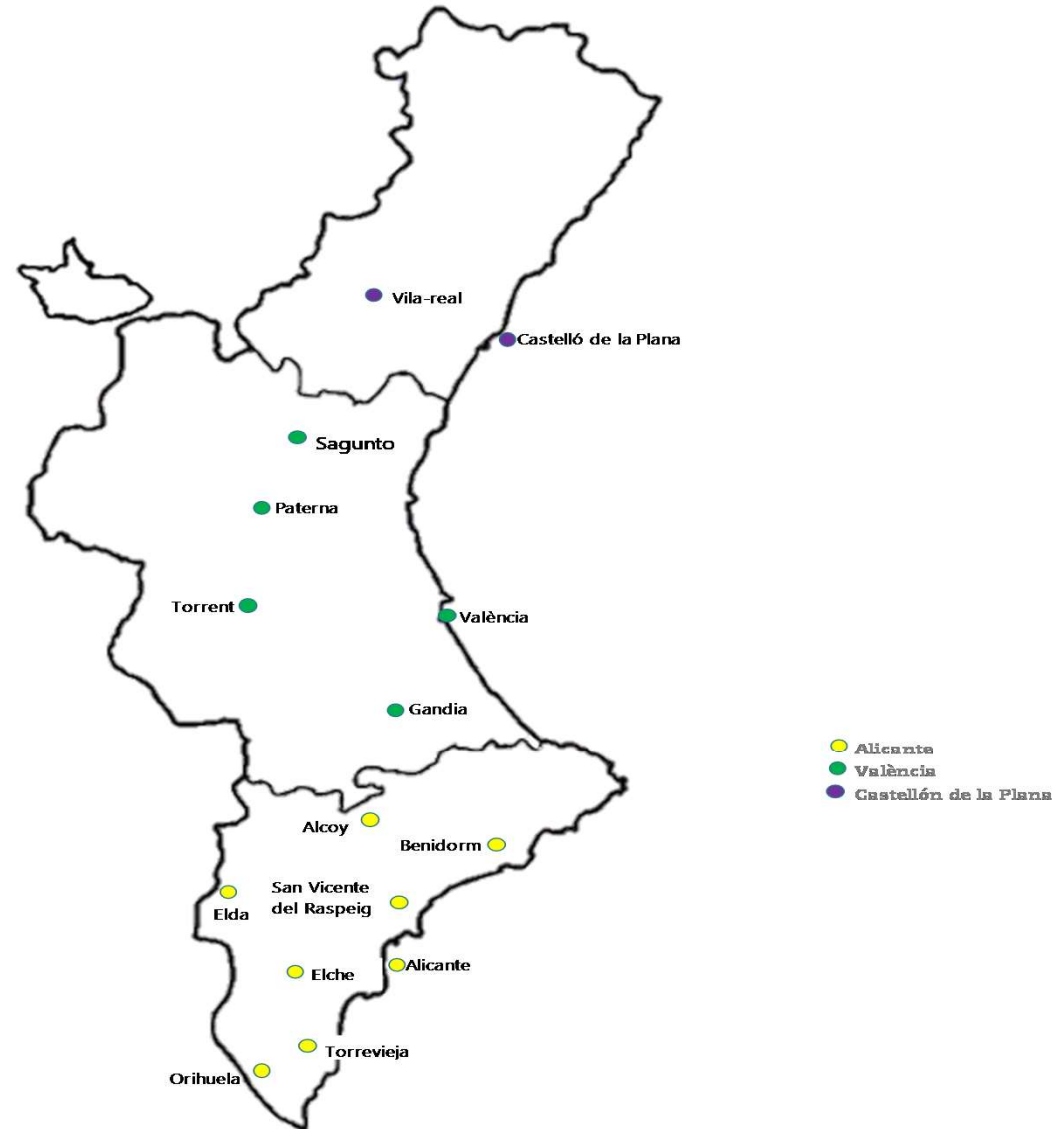 Vila-real
Castelló de la Plana
Sagunto
Paterna
Torrent
València
Gandia
Alicante
València
Castellón de la Plana
Alcoy
Benidorm
San Vicente
del Raspeig
Elda
Alicante
Elche
Torrevieja
Orihuela